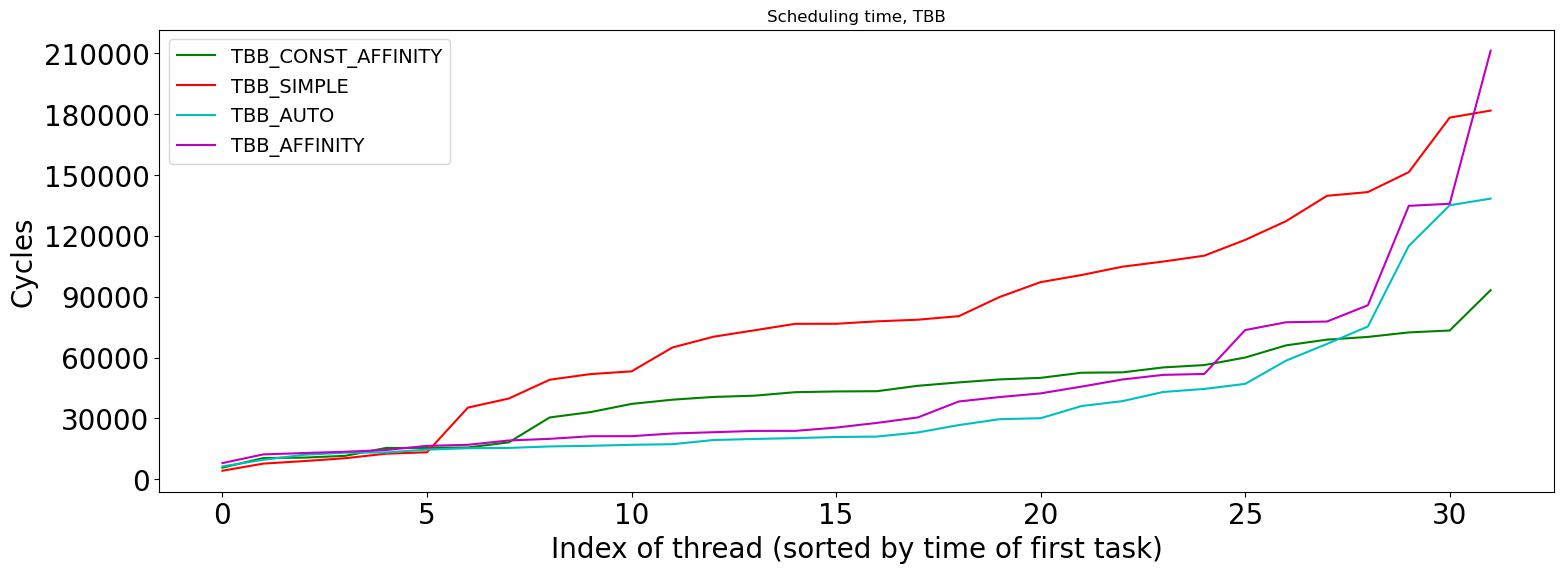 Scheduling time, TBB
210000
180000
150000
120000
90000
60000
30000
0
Cycles
TBB_CONST_AFFINITY
TBB_SIMPLE
TBB_AUTO
TBB_AFFINITY
0 5 10 15 20 25 30
Index of thread (sorted by time of first task)